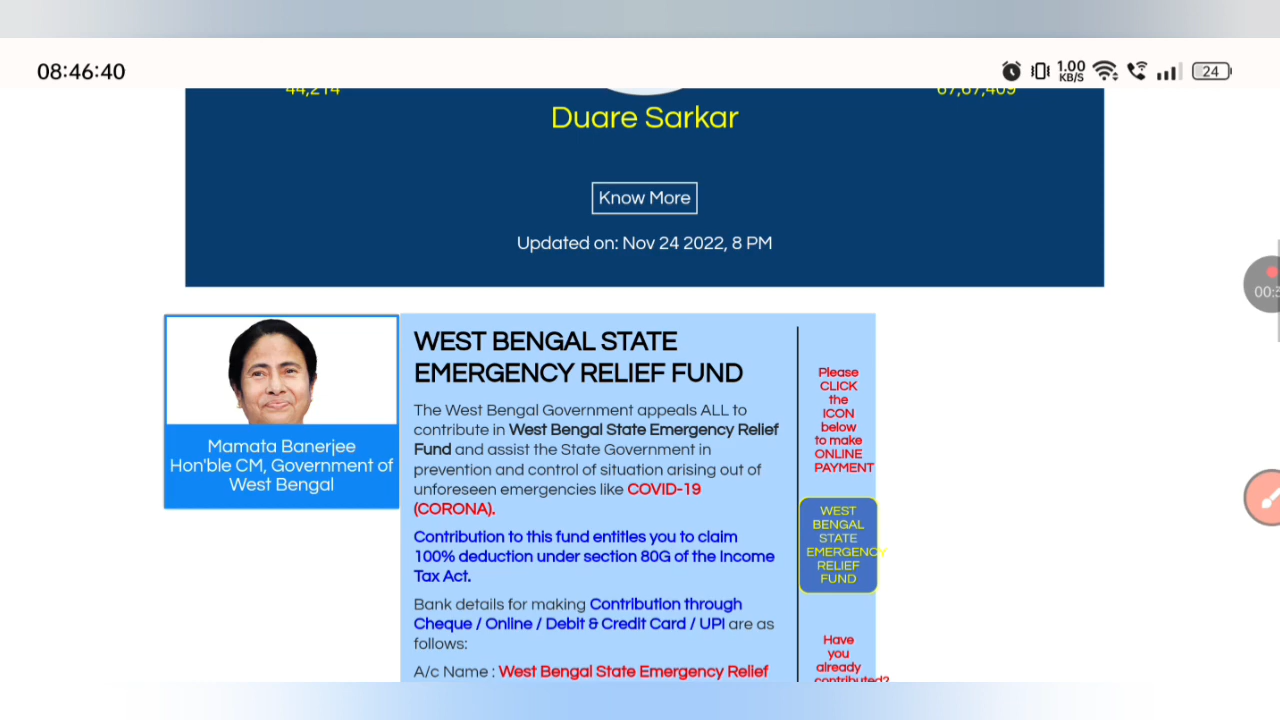 08:46:40
1.00
KB/S
24
44,214
67,67,409
Duare Sarkar
Know More
Updated on: Nov 24 2022, 8 PM
Mamata Banerjee
Hon'ble CM, Government of
West Bengal
WEST BENGAL STATE
EMERGENCY RELIEF FUND
The West Bengal Government appeals ALL to
contribute in West Bengal State Emergency Relief
Fund and assist the State Government in
prevention and control of situation arising out of
unforeseen emergencies like COVID-19
(CORONA).
Contribution to this fund entitles you to claim
100% deduction under section 80G of the Income
Tax Act.
Bank details for making Contribution through
Cheque / Online / Debit & Credit Card / UPI are as
follows:
A/c Name : West Bengal State Emergency Relief
Please
CLICK
the
ICON
below
to make
ONLINE
PAYMENT
WEST
BENGAL
STATE
EMERGENCY
RELIEF
FUND
Have
you
already
contributed?